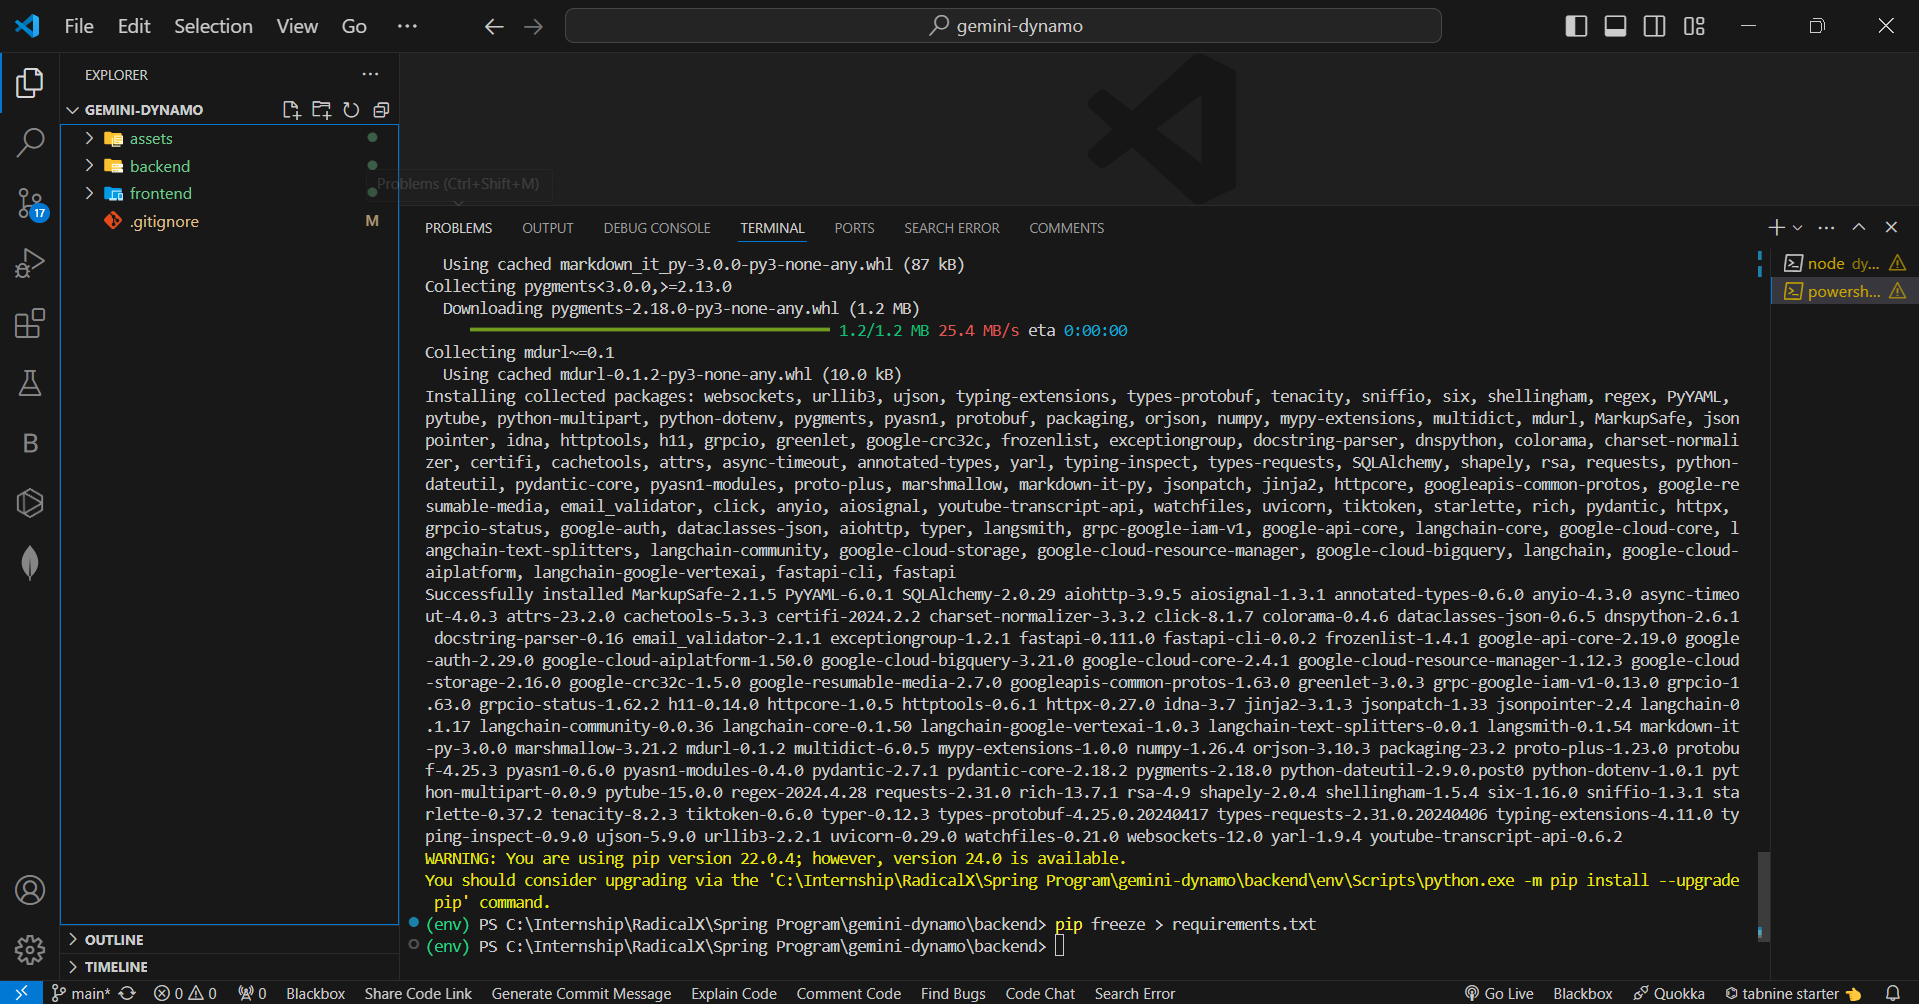 File Edit Selection View Go ··· gemini-dynamo
EXPLORER ···
GEMINI-DYNAMO
assets
backend
frontend
.gitignore M
17
B
OUTLINE
TIMELINE
Problems (Ctrl+Shift+M)
PROBLEMS OUTPUT DEBUG CONSOLE TERMINAL PORTS SEARCH ERROR COMMENTS
Using cached markdown_it_py-3.0.0-py3-none-any.whl (87 kB)
Collecting pygments<3.0.0,>=2.13.0
Downloading pygments-2.18.0-py3-none-any.whl (1.2 MB)
1.2/1.2 MB 25.4 MB/s eta 0:00:00
Collecting mdurl~=0.1
Using cached mdurl-0.1.2-py3-none-any.whl (10.0 kB)
Installing collected packages: websockets, urllib3, ujson, typing-extensions, types-protobuf, tenacity, sniffio, six, shellingham, regex, PyYAML,
pytube, python-multipart, python-dotenv, pygments, pyasn1, protobuf, packaging, orjson, numpy, mypy-extensions, multidict, mdurl, MarkupSafe, json
pointer, idna, httptools, h11, grpcio, greenlet, google-crc32c, frozenlist, exceptiongroup, docstring-parser, dnspython, colorama, charset-normali
zer, certifi, cachetools, attrs, async-timeout, annotated-types, yarl, typing-inspect, types-requests, SQLAlchemy, shapely, rsa, requests, python-
dateutil, pydantic-core, pyasn1-modules, proto-plus, marshmallow, markdown-it-py, jsonpatch, jinja2, httpcore, googleapis-common-protos, google-re
sumable-media, email_validator, click, anyio, aiosignal, youtube-transcript-api, watchfiles, uvicorn, tiktoken, starlette, rich, pydantic, httpx,
grpcio-status, google-auth, dataclasses-json, aiohttp, typer, langsmith, grpc-google-iam-v1, google-api-core, langchain-core, google-cloud-core, l
angchain-text-splitters, langchain-community, google-cloud-storage, google-cloud-resource-manager, google-cloud-bigquery, langchain, google-cloud-
aiplatform, langchain-google-vertexai, fastapi-cli, fastapi
Successfully installed MarkupSafe-2.1.5 PyYAML-6.0.1 SQLAlchemy-2.0.29 aiohttp-3.9.5 aiosignal-1.3.1 annotated-types-0.6.0 anyio-4.3.0 async-timeo
ut-4.0.3 attrs-23.2.0 cachetools-5.3.3 certifi-2024.2.2 charset-normalizer-3.3.2 click-8.1.7 colorama-0.4.6 dataclasses-json-0.6.5 dnspython-2.6.1
docstring-parser-0.16 email_validator-2.1.1 exceptiongroup-1.2.1 fastapi-0.111.0 fastapi-cli-0.0.2 frozenlist-1.4.1 google-api-core-2.19.0 google
-auth-2.29.0 google-cloud-aiplatform-1.50.0 google-cloud-bigquery-3.21.0 google-cloud-core-2.4.1 google-cloud-resource-manager-1.12.3 google-cloud
-storage-2.16.0 google-crc32c-1.5.0 google-resumable-media-2.7.0 googleapis-common-protos-1.63.0 greenlet-3.0.3 grpc-google-iam-v1-0.13.0 grpcio-1
.63.0 grpcio-status-1.62.2 h11-0.14.0 httpcore-1.0.5 httptools-0.6.1 httpx-0.27.0 idna-3.7 jinja2-3.1.3 jsonpatch-1.33 jsonpointer-2.4 langchain-0
.1.17 langchain-community-0.0.36 langchain-core-0.1.50 langchain-google-vertexai-1.0.3 langchain-text-splitters-0.0.1 langsmith-0.1.54 markdown-it
-py-3.0.0 marshmallow-3.21.2 mdurl-0.1.2 multidict-6.0.5 mypy-extensions-1.0.0 numpy-1.26.4 orjson-3.10.3 packaging-23.2 proto-plus-1.23.0 protobu
f-4.25.3 pyasn1-0.6.0 pyasn1-modules-0.4.0 pydantic-2.7.1 pydantic-core-2.18.2 pygments-2.18.0 python-dateutil-2.9.0.post0 python-dotenv-1.0.1 pyt
hon-multipart-0.0.9 pytube-15.0.0 regex-2024.4.28 requests-2.31.0 rich-13.7.1 rsa-4.9 shapely-2.0.4 shellingham-1.5.4 six-1.16.0 sniffio-1.3.1 sta
rlette-0.37.2 tenacity-8.2.3 tiktoken-0.6.0 typer-0.12.3 types-protobuf-4.25.0.20240417 types-requests-2.31.0.20240406 typing-extensions-4.11.0 ty
ping-inspect-0.9.0 ujson-5.9.0 urllib3-2.2.1 uvicorn-0.29.0 watchfiles-0.21.0 websockets-12.0 yarl-1.9.4 youtube-transcript-api-0.6.2
WARNING: You are using pip version 22.0.4; however, version 24.0 is available.
You should consider upgrading via the 'C:\Internship\RadicalX\Spring Program\gemini-dynamo\backend\env\Scripts\python.exe -m pip install --upgrade
pip' command.
(env) PS C:\Internship\RadicalX\Spring Program\gemini-dynamo\backend> pip freeze > requirements.txt
(env) PS C:\Internship\RadicalX\Spring Program\gemini-dynamo\backend>
node dy...
powersh...
main* 0 0 0 Blackbox Share Code Link Generate Commit Message Explain Code Comment Code Find Bugs Code Chat Search Error Go Live Blackbox Quokka tabnine starter